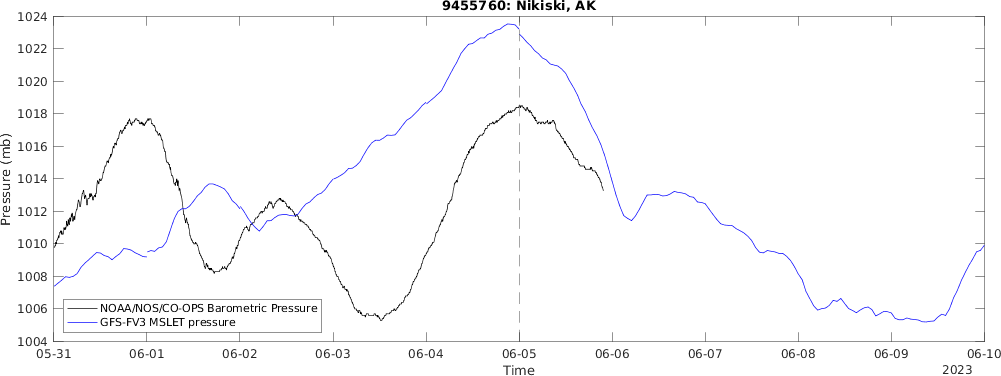 9455760: Nikiski, AK
1024
1022
1020
1018
1016
1014
1012
1010
1008
1006
1004
Pressure (mb)
NOAA/NOS/CO-OPS Barometric Pressure
GFS-FV3 MSLET pressure
05-31 06-01 06-02 06-03 06-04 06-05 06-06 06-07 06-08 06-09 06-10
Time
2023